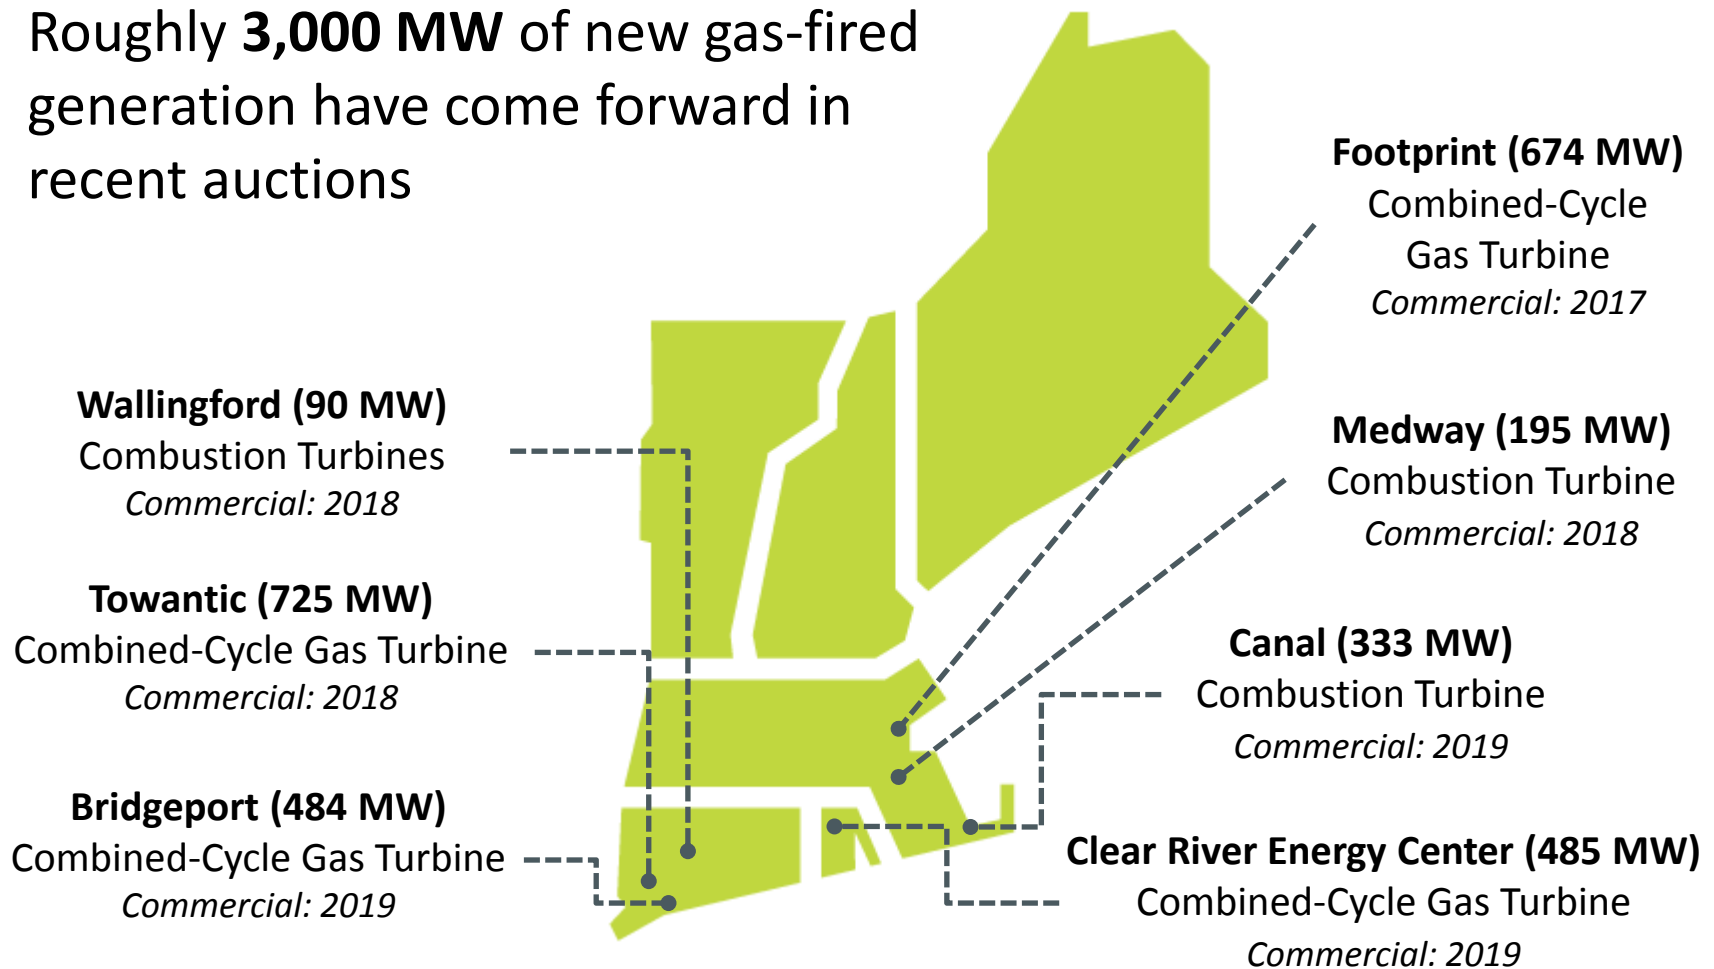 Roughly 3,000 MW of new gas-fired
generation have come forward in
recent auctions
Footprint (674 MW)
Combined-Cycle
Gas Turbine
Commercial: 2017
Wallingford (90 MW)
Combustion Turbines
Commercial: 2018
Medway (195 MW)
Combustion Turbine
Commercial: 2018
Towantic (725 MW)
Combined-Cycle Gas Turbine
Commercial: 2018
Canal (333 MW)
Combustion Turbine
Commercial: 2019
Bridgeport (484 MW)
Combined-Cycle Gas Turbine
Commercial: 2019
Clear River Energy Center (485 MW)
Combined-Cycle Gas Turbine
Commercial: 2019